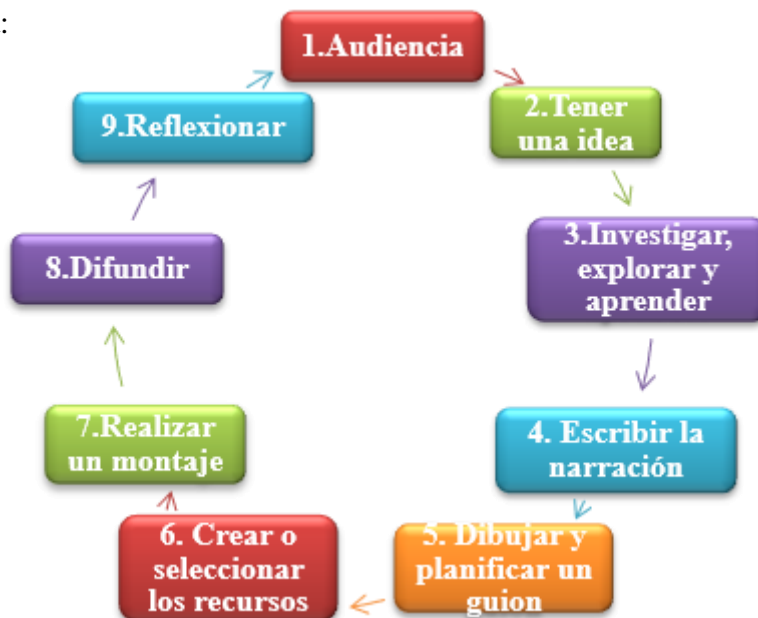 :
1.Audiencia
2.Tener
una idea
3.Investigar,
explorar y
aprender
4. Escribir la
narración
5. Dibujar y
planificar un
guion
6. Crear o
seleccionar
los recursos
7.Realizar
un montaje
8.Difundir
9.Reflexionar